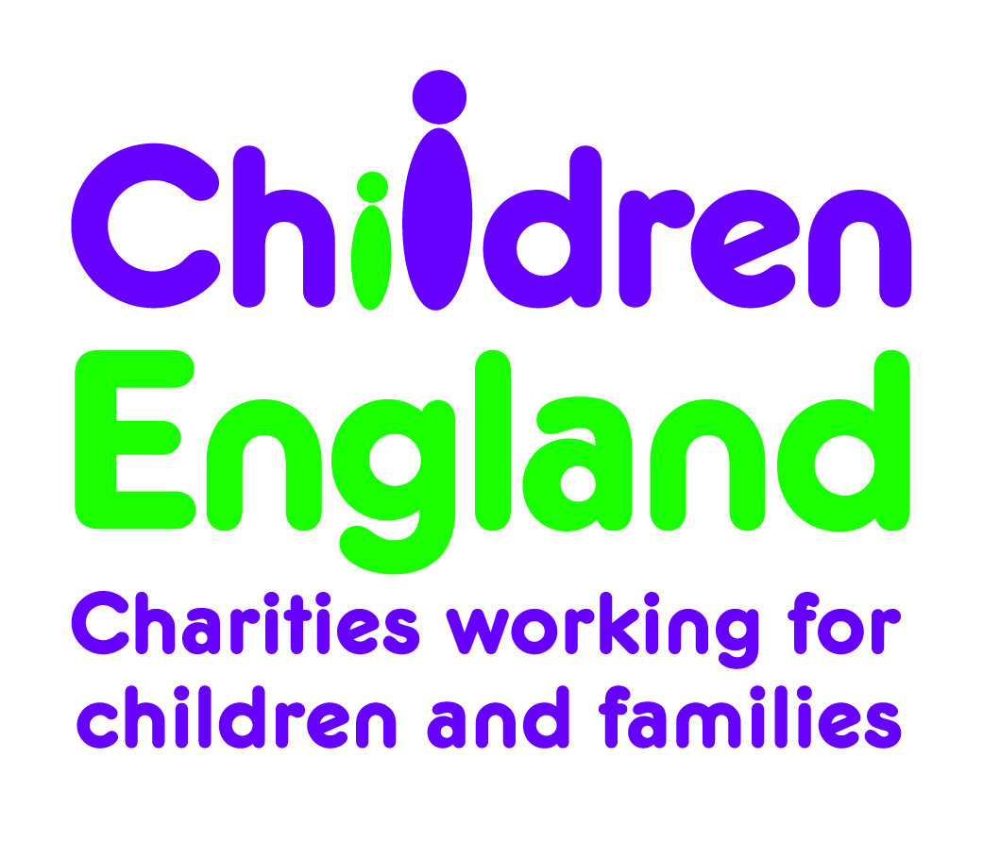 Children
England
Charities working for
children and families